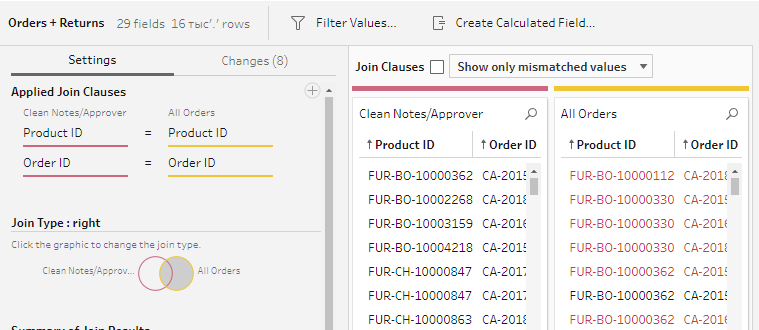 Orders + Returns 29 fields 16 тыс'.' rows Filter Values... Create Calculated Field...
Settings Changes (8)
Applied Join Clauses
Clean Notes/Approver All Orders
Product ID = Product ID
Order ID = Order ID
Join Type : right
Click the graphic to change the join type.
Clean Notes/Approv... All Orders
Summary of Join Results
Join Clauses Show only mismatched values
Clean Notes/Approver
Product ID Order ID
FUR-BO-10000362 CA-2015
FUR-BO-10002268 CA-2018
FUR-BO-10003159 CA-2016
FUR-BO-10004218 CA-2015
FUR-CH-10000847 CA-2017
FUR-CH-10000847 CA-2017
FUR-CH-10000863 CA-2018
All Orders
Product ID Order ID
FUR-BO-10000112 CA-2018
FUR-BO-10000330 CA-2015
FUR-BO-10000330 CA-2016
FUR-BO-10000330 CA-2018
FUR-BO-10000362 CA-2015
FUR-BO-10000362 CA-2015
FUR-BO-10000362 CA-2016